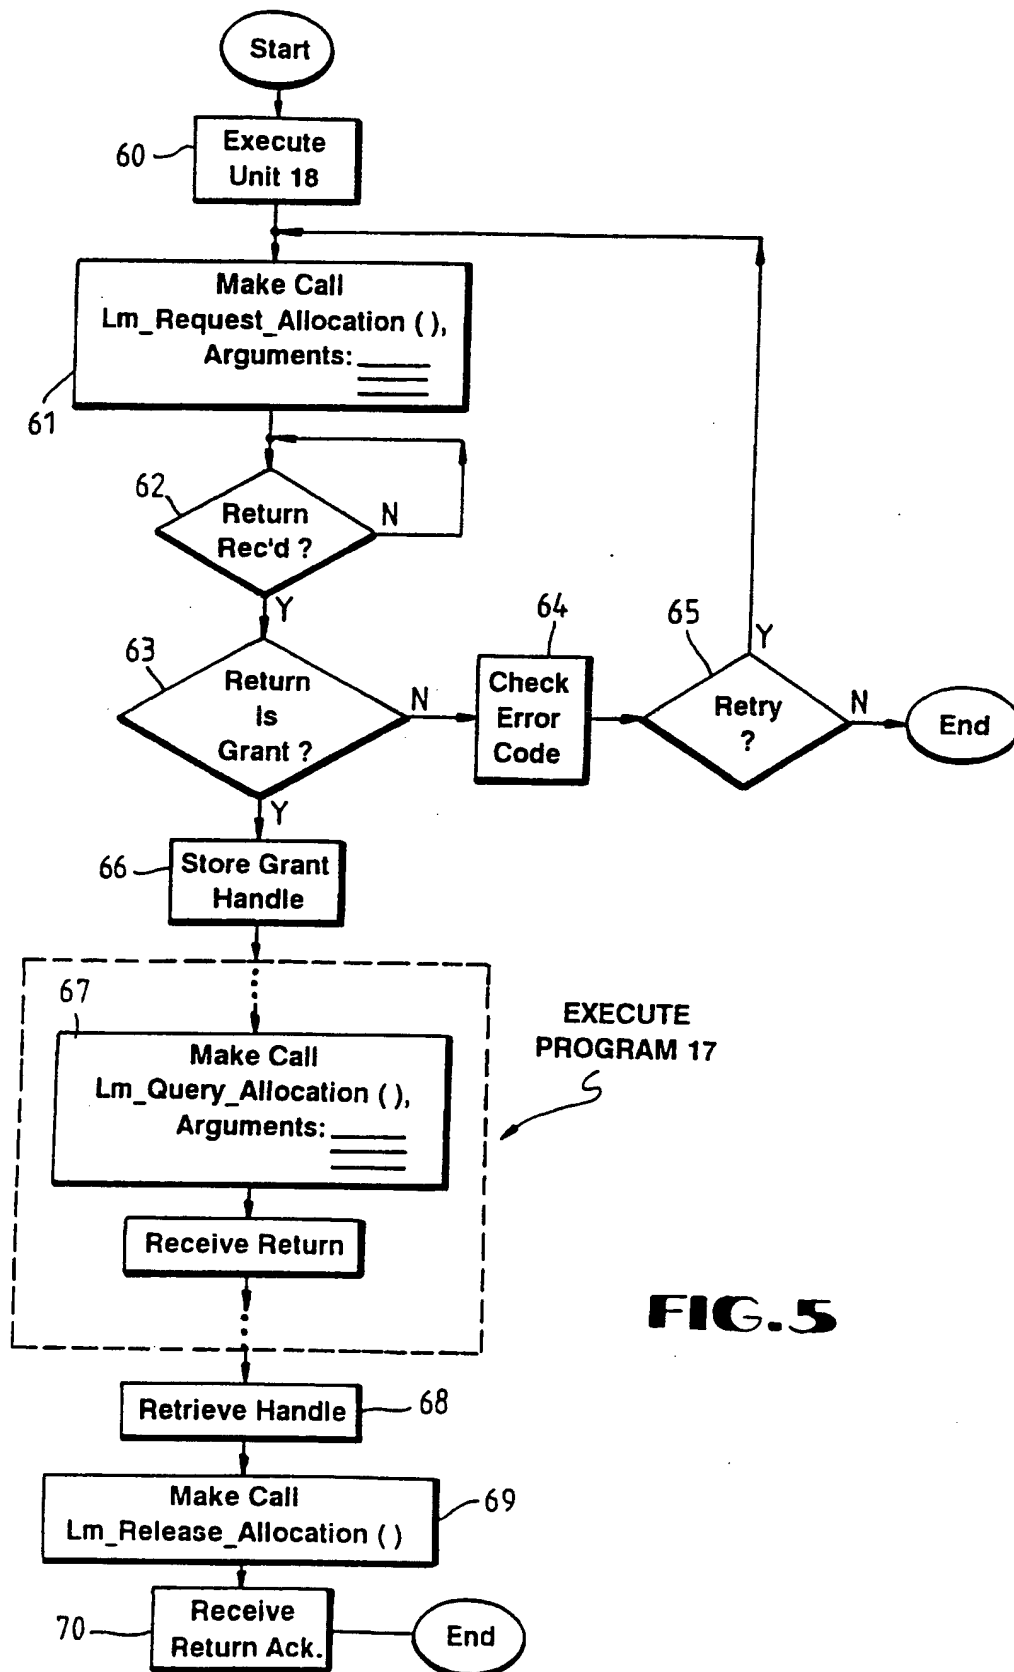 Start
60
Execute
Unit 18
Make Call
Lm_Request_Allocation ( ),
Arguments:
61
62
Return
Rec'd ?
N
Y
63
Return
is
Grant ?
N
Y
64
Check
Error
Code
65
Retry
?
Y
N
End
66
Store Grant
Handle
67
Make Call
Lm_Query_Allocation ( ),
Arguments:
Receive Return
EXECUTE
PROGRAM 17
FIG.5
Retrieve Handle
68
Make Call
Lm_Release_Allocation ( )
69
70
Receive
Return Ack.
End